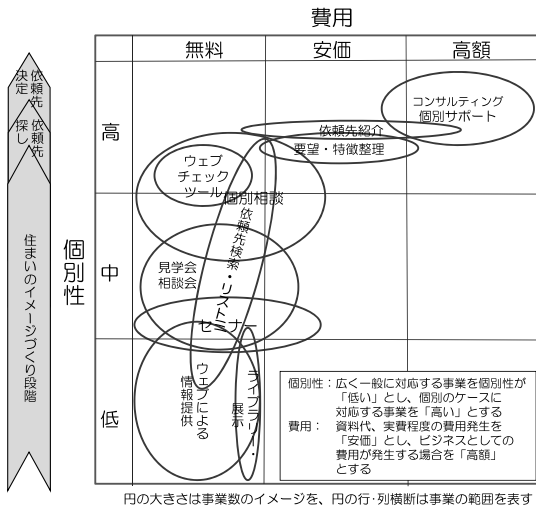 費用
無料
安価
高額
依頼先
決定
依頼先
探し
住まいのイメージづくり段階
個別性
高
中
低
コンサルティング
個別サポート
依頼先紹介
要望・特徴整理
ウェブ
チェック
ツール
個別相談
依頼先検索・リスト
見学会
相談会
セミナー
ウェブによる
情報提供
ライブラリー・
展示
個別性：広く一般に対応する事業を個別性が
「低い」とし、個別のケースに
対応する事業を「高い」とする
費用：資料代、実費程度の費用発生を
「安価」とし、ビジネスとしての
費用が発生する場合を「高額」
とする
円の大きさは事業数のイメージを、円の行・列横断は事業の範囲を表す